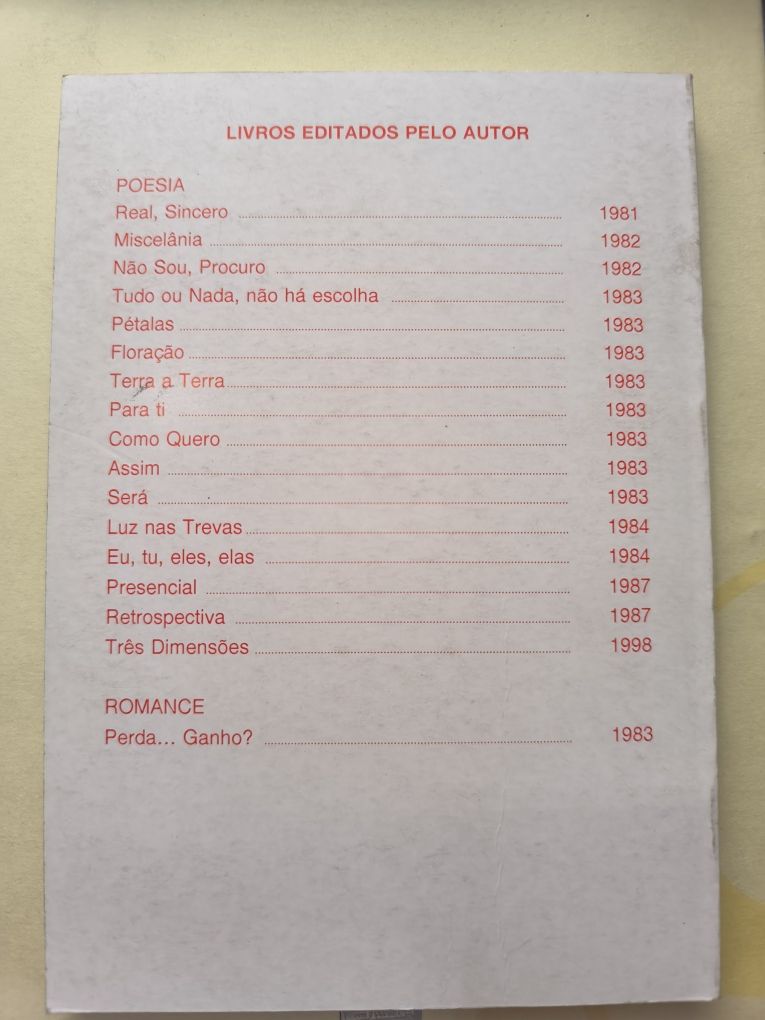 LIVROS EDITADOS PELO AUTOR
POESIA
Real, Sincero ........................ 1981
Miscelânia ........................ 1982
Não Sou, Procuro ........................ 1982
Tudo ou Nada, não há escolha ........................ 1983
Pétalas ........................ 1983
Floração ........................ 1983
Terra a Terra ........................ 1983
Para ti ........................ 1983
Como Quero ........................ 1983
Assim ........................ 1983
Será ........................ 1983
Luz nas Trevas ........................ 1984
Eu, tu, eles, elas ........................ 1984
Presencial ........................ 1987
Retrospectiva ........................ 1987
Três Dimensões ........................ 1998
ROMANCE
Perda... Ganho? ........................ 1983